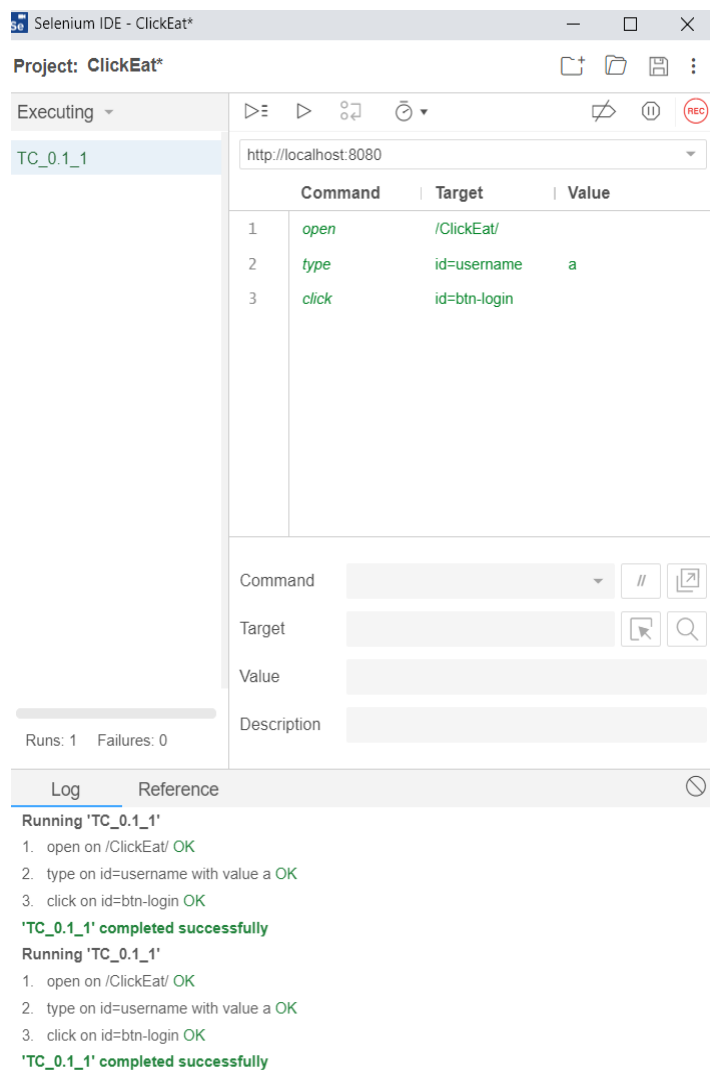 Se Selenium IDE - ClickEat*
Project: ClickEat*
Executing
REC
TC_0.1_1
http://localhost:8080
Command Target Value
1 open /ClickEat/
2 type id=username a
3 click id=btn-login
Command //
Target
Value
Description
Runs: 1 Failures: 0
Log Reference
Running 'TC_0.1_1'
1. open on /ClickEat/ OK
2. type on id=username with value a OK
3. click on id=btn-login OK
'TC_0.1_1' completed successfully
Running 'TC_0.1_1'
1. open on /ClickEat/ OK
2. type on id=username with value a OK
3. click on id=btn-login OK
'TC_0.1_1' completed successfully